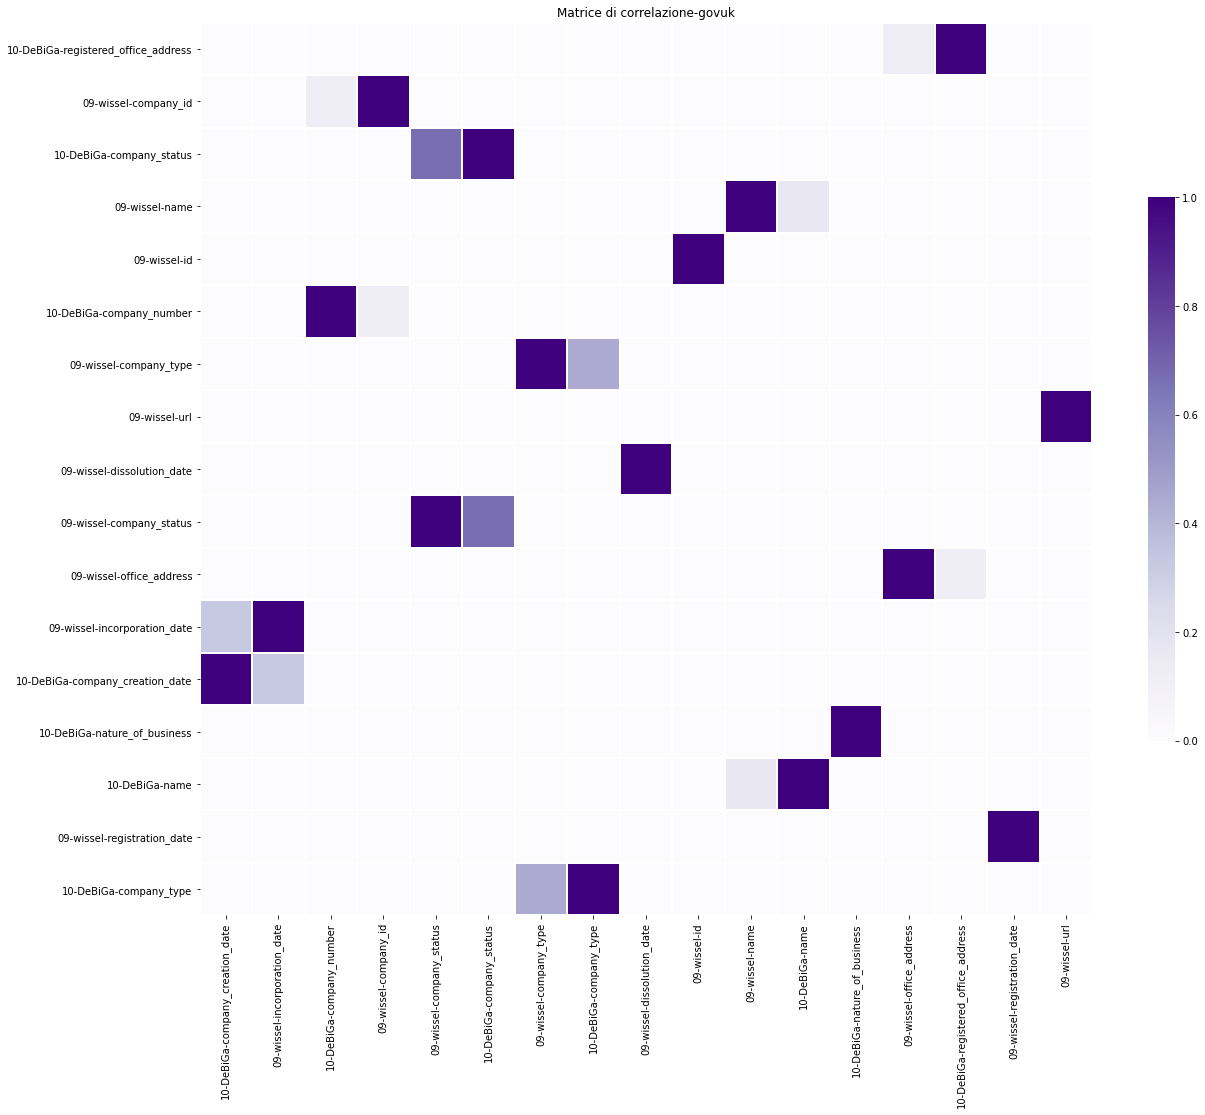 Matrice di correlazione-govuk
10-DeBiGa-registered_office_address
09-wissel-company_id
10-DeBiGa-company_status
09-wissel-name
09-wissel-id
10-DeBiGa-company_number
09-wissel-company_type
09-wissel-url
09-wissel-dissolution_date
09-wissel-company_status
09-wissel-office_address
09-wissel-incorporation_date
10-DeBiGa-company_creation_date
10-DeBiGa-nature_of_business
10-DeBiGa-name
09-wissel-registration_date
10-DeBiGa-company_type
10-DeBiGa-company_creation_date
09-wissel-incorporation_date
10-DeBiGa-company_number
09-wissel-company_id
09-wissel-company_status
10-DeBiGa-company_status
09-wissel-company_type
10-DeBiGa-company_type
09-wissel-dissolution_date
09-wissel-id
09-wissel-name
10-DeBiGa-name
10-DeBiGa-nature_of_business
09-wissel-office_address
10-DeBiGa-registered_office_address
09-wissel-registration_date
09-wissel-url
1.0
0.8
0.6
0.4
0.2
0.0